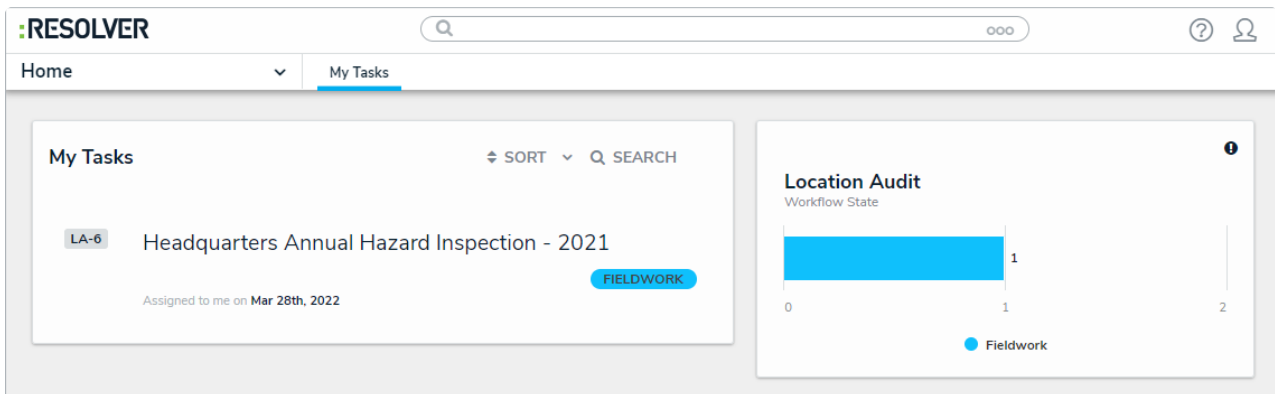 :RESOLVER
Home
My Tasks
My Tasks
SORT
SEARCH
LA-6
Headquarters Annual Hazard Inspection - 2021
FIELDWORK
Assigned to me on Mar 28th, 2022
Location Audit
Workflow State
1
0 1 2
Fieldwork